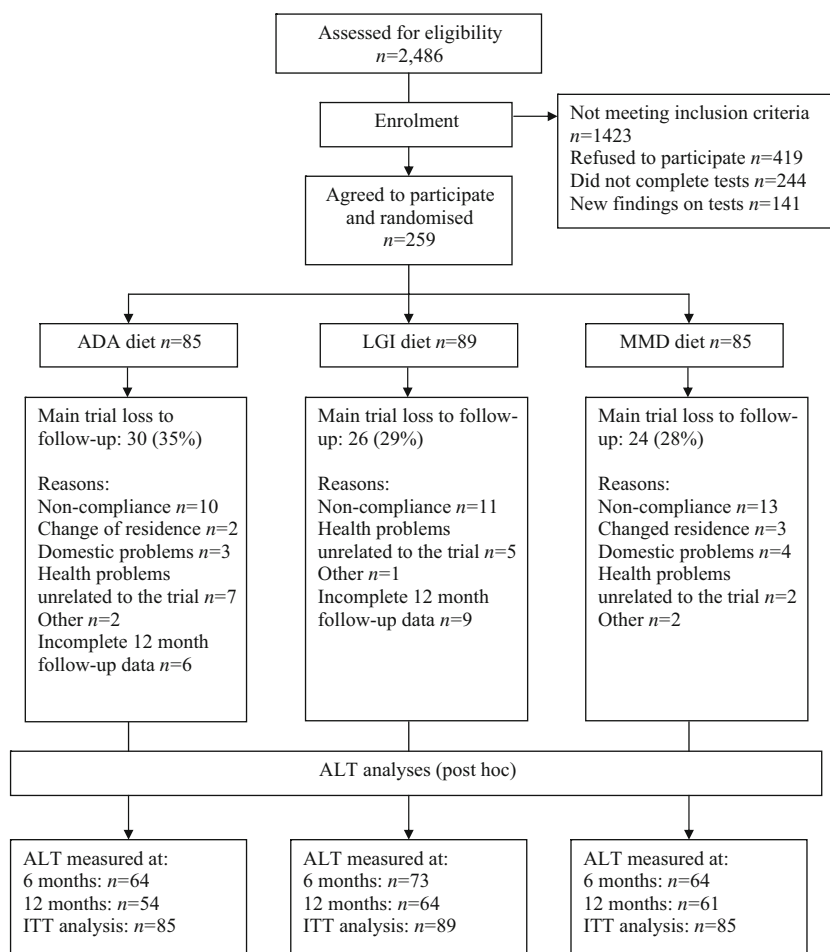 Assessed for eligibility
n=2,486
Enrolment
Not meeting inclusion criteria
n=1423
Refused to participate n=419
Did not complete tests n=244
New findings on tests n=141
Agreed to participate
and randomised
n=259
ADA diet n=85
LGI diet n=89
MMD diet n=85
Main trial loss to
follow-up: 30 (35%)
Reasons:
Non-compliance n=10
Change of residence n=2
Domestic problems n=3
Health problems
unrelated to the trial n=7
Other n=2
Incomplete 12 month
follow-up data n=6
Main trial loss to follow-
up: 26 (29%)
Reasons:
Non-compliance n=11
Health problems
unrelated to the trial n=5
Other n=1
Incomplete 12 month
follow-up data n=9
Main trial loss to follow-
up: 24 (28%)
Reasons:
Non-compliance n=13
Changed residence n=3
Domestic problems n=4
Health problems
unrelated to the trial n=2
Other n=2
ALT analyses (post hoc)
ALT measured at:
6 months: n=64
12 months: n=54
ITT analysis: n=85
ALT measured at:
6 months: n=73
12 months: n=64
ITT analysis: n=89
ALT measured at:
6 months: n=64
12 months: n=61
ITT analysis: n=85